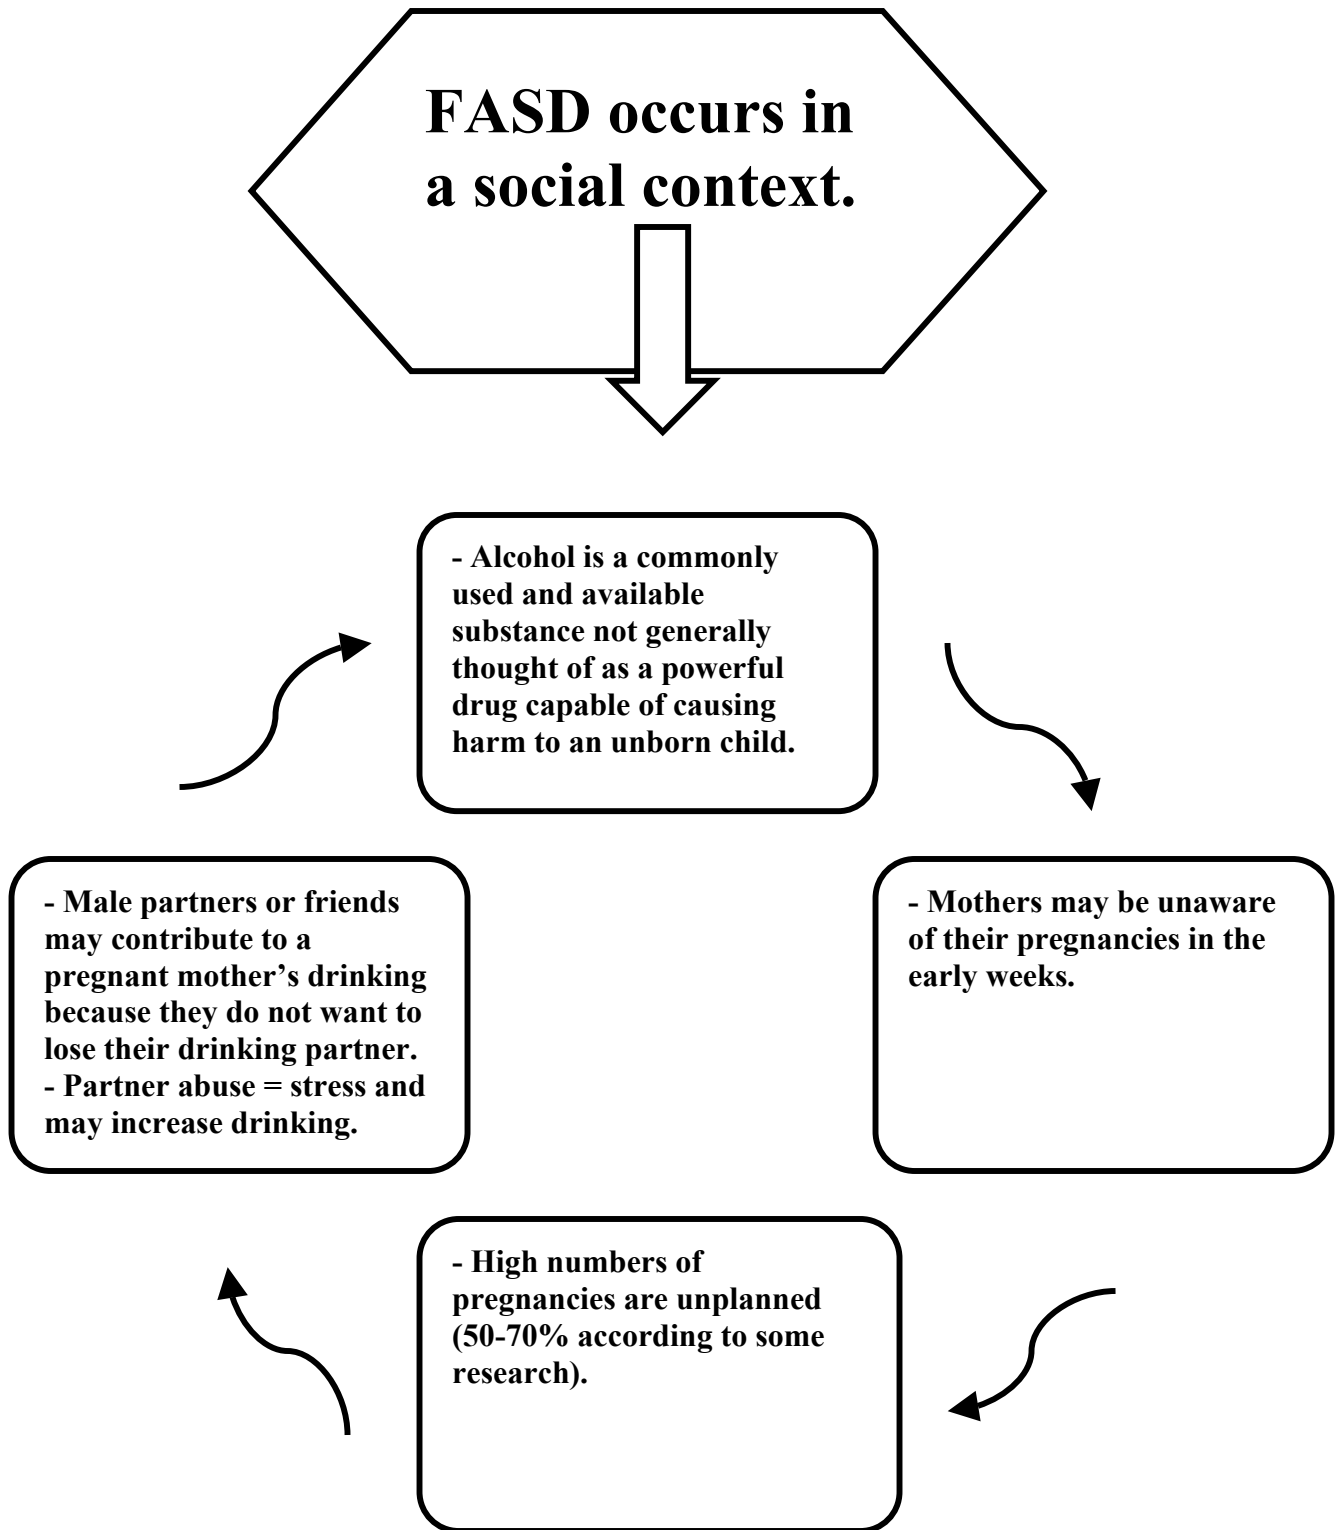 FASD occurs in
a social context.
- Alcohol is a commonly
used and available
substance not generally
thought of as a powerful
drug capable of causing
harm to an unborn child.
- Mothers may be unaware
of their pregnancies in the
early weeks.
- High numbers of
pregnancies are unplanned
(50-70% according to some
research).
- Male partners or friends
may contribute to a
pregnant mother’s drinking
because they do not want to
lose their drinking partner.
- Partner abuse = stress and
may increase drinking.